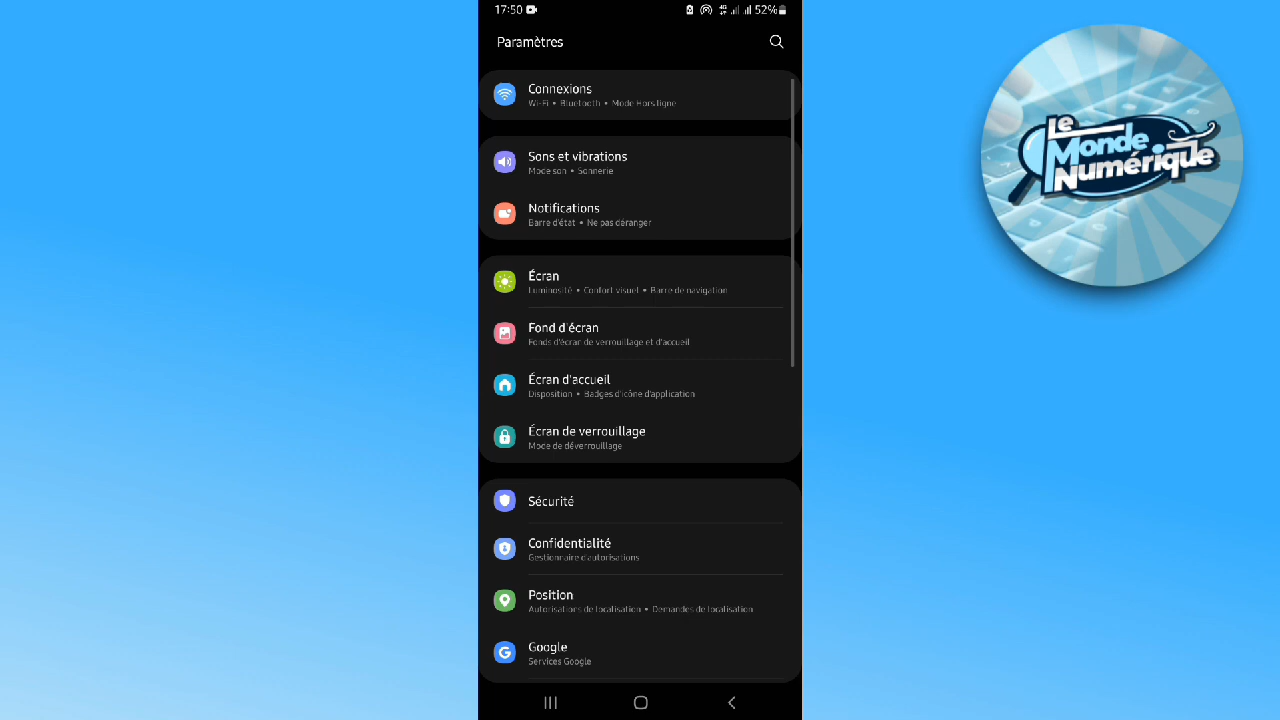 17:50
4G 52%
Paramètres
Connexions
Wi-Fi • Bluetooth • Mode Hors ligne
Sons et vibrations
Mode son • Sonnerie
Notifications
Barre d'état • Ne pas déranger
Écran
Luminosité • Confort visuel • Barre de navigation
Fond d'écran
Fonds d'écran de verrouillage et d'accueil
Écran d'accueil
Disposition • Badges d'icône d'application
Écran de verrouillage
Mode de déverrouillage
Sécurité
Confidentialité
Gestionnaire d'autorisations
Position
Autorisations de localisation • Demandes de localisation
Google
Services Google
Le
Monde
Numérique